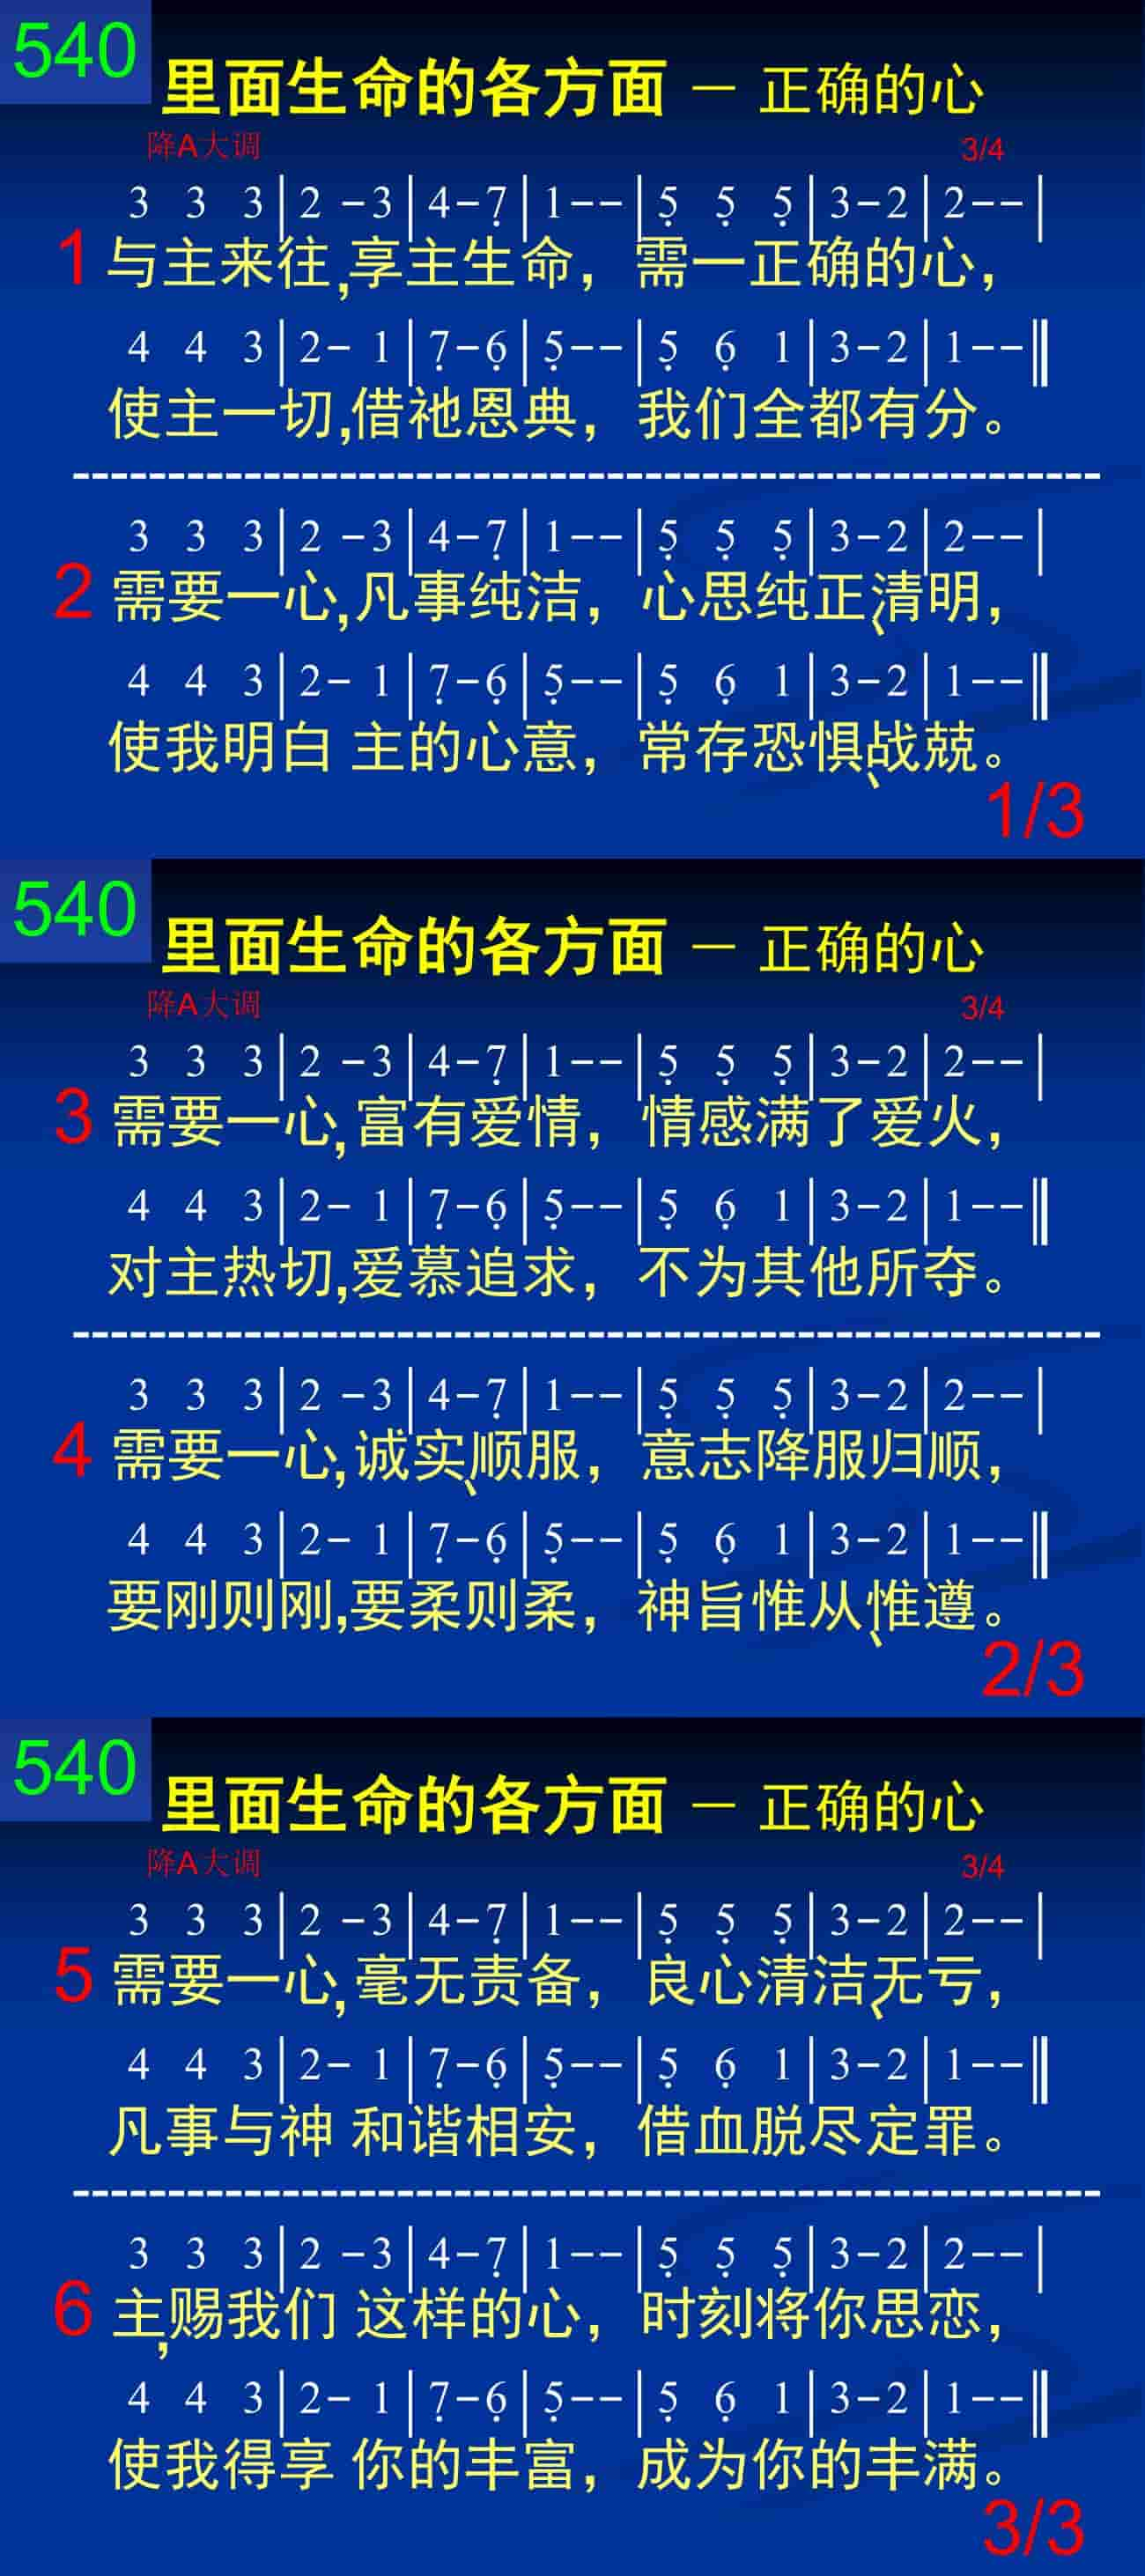 540
里面生命的各方面 — 正确的心
降A大调 3/4
3 3 3|2 -3|4-7̣|1--|5̣ 5̣ 5̣|3-2|2--|
1 与主来往,享主生命，需一正确的心，
4 4 3|2- 1|7̣-6̣|5̣--|5̣ 6̣ 1|3-2|1--‖
使主一切,借祂恩典，我们全都有分。
3 3 3|2 -3|4-7̣|1--|5̣ 5̣ 5̣|3-2|2--|
2 需要一心,凡事纯洁，心思纯正、清明，
4 4 3|2- 1|7̣-6̣|5̣--|5̣ 6̣ 1|3-2|1--‖
使我明白 主的心意，常存恐惧、战兢。
1/3
540
里面生命的各方面 — 正确的心
降A大调 3/4
3 3 3|2 -3|4-7̣|1--|5̣ 5̣ 5̣|3-2|2--|
3 需要一心,富有爱情，情感满了爱火，
4 4 3|2- 1|7̣-6̣|5̣--|5̣ 6̣ 1|3-2|1--‖
对主热切,爱慕追求，不为其他所夺。
3 3 3|2 -3|4-7̣|1--|5̣ 5̣ 5̣|3-2|2--|
4 需要一心,诚实、顺服，意志降服归顺，
4 4 3|2- 1|7̣-6̣|5̣--|5̣ 6̣ 1|3-2|1--‖
要刚则刚,要柔则柔，神旨惟从、惟遵。
2/3
540
里面生命的各方面 — 正确的心
降A大调 3/4
3 3 3|2 -3|4-7̣|1--|5̣ 5̣ 5̣|3-2|2--|
5 需要一心,毫无责备，良心清洁、无亏，
4 4 3|2- 1|7̣-6̣|5̣--|5̣ 6̣ 1|3-2|1--‖
凡事与神 和谐相安，借血脱尽定罪。
3 3 3|2 -3|4-7̣|1--|5̣ 5̣ 5̣|3-2|2--|
6 主,赐我们 这样的心，时刻将你思恋，
4 4 3|2- 1|7̣-6̣|5̣--|5̣ 6̣ 1|3-2|1--‖
使我得享 你的丰富，成为你的丰满。
3/3